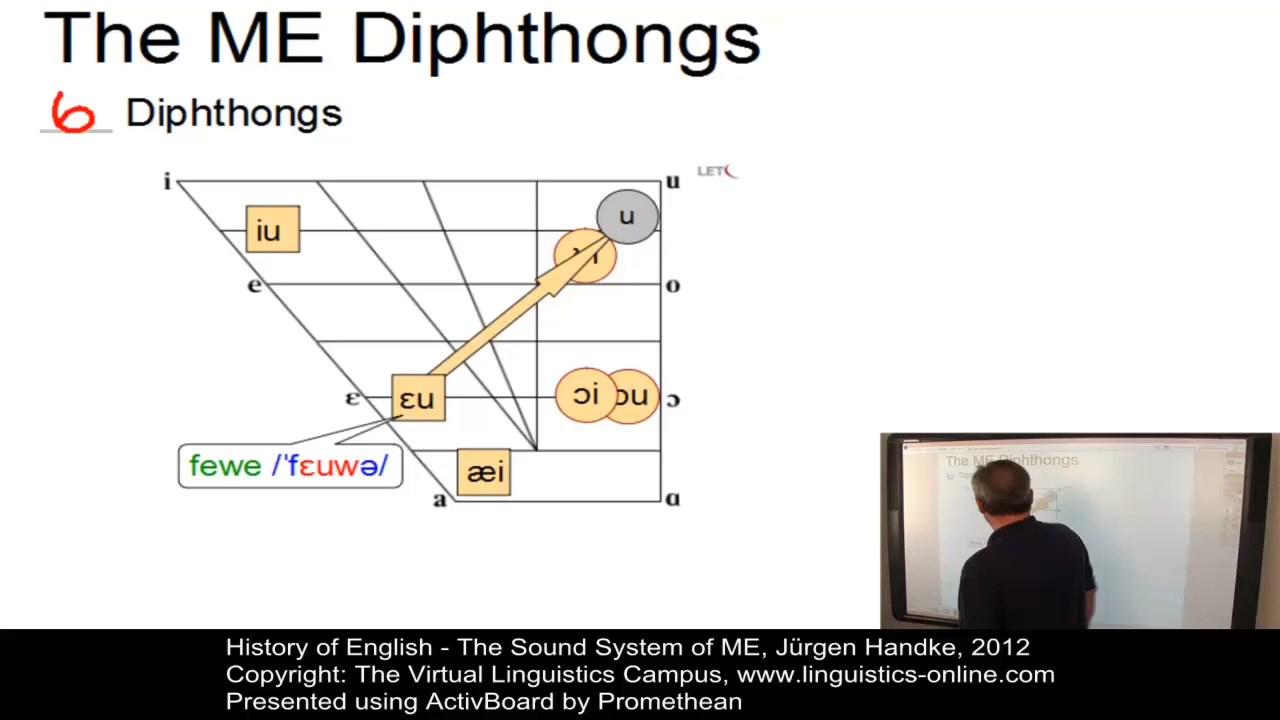 The ME Diphthongs
6 Diphthongs
LET
i u
iu u
e o
ɛ ɛu ɔi ɔu ɔ
fewe /'fɛuwə/
æi
a ɑ
The ME Diphthongs
History of English - The Sound System of ME, Jürgen Handke, 2012
Copyright: The Virtual Linguistics Campus, www.linguistics-online.com
Presented using ActivBoard by Promethean